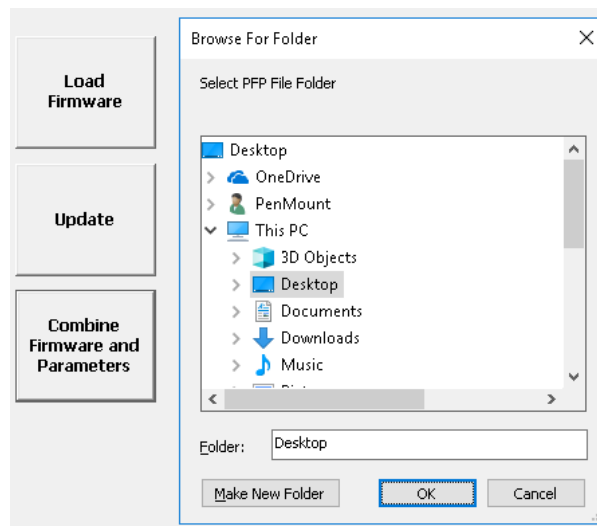 Load
Firmware
Update
Combine
Firmware and
Parameters
Browse For Folder
Select PFP File Folder
Desktop
OneDrive
PenMount
This PC
3D Objects
Desktop
Documents
Downloads
Music
Folder:
Desktop
Make New Folder
OK
Cancel